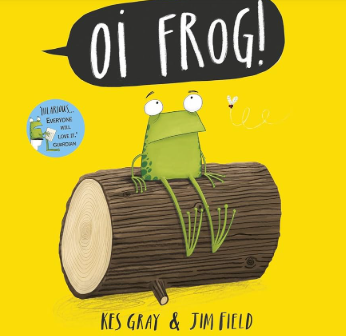 Oi FROG!
"HILARIOUS...
EVERYONE
WILL
LOVE IT."
GUARDIAN
KES GRAY & JIM FIELD